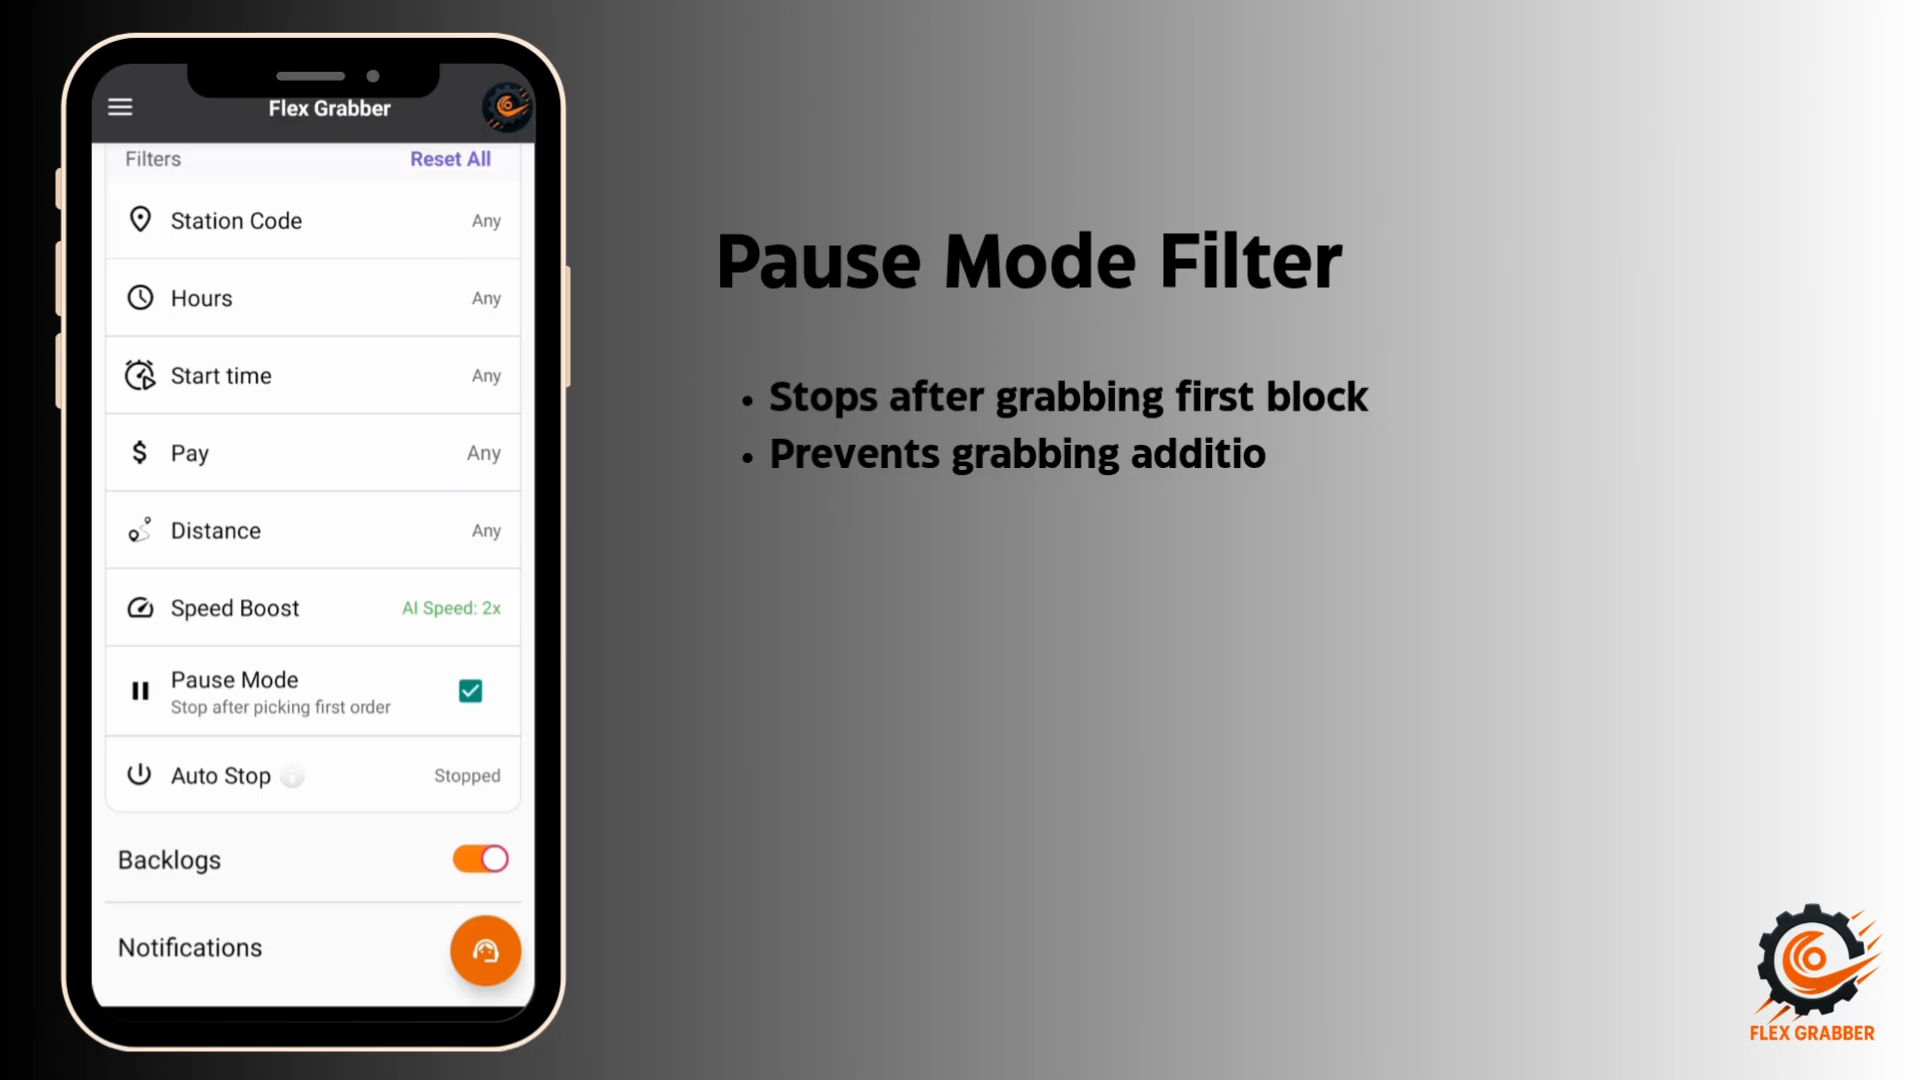 Flex Grabber
Filters Reset All
Station Code Any
Hours Any
Start time Any
Pay Any
Distance Any
Speed Boost AI Speed: 2x
Pause Mode
Stop after picking first order
Auto Stop Stopped
Backlogs
Notifications
Pause Mode Filter
• Stops after grabbing first block
• Prevents grabbing additio
FLEX GRABBER